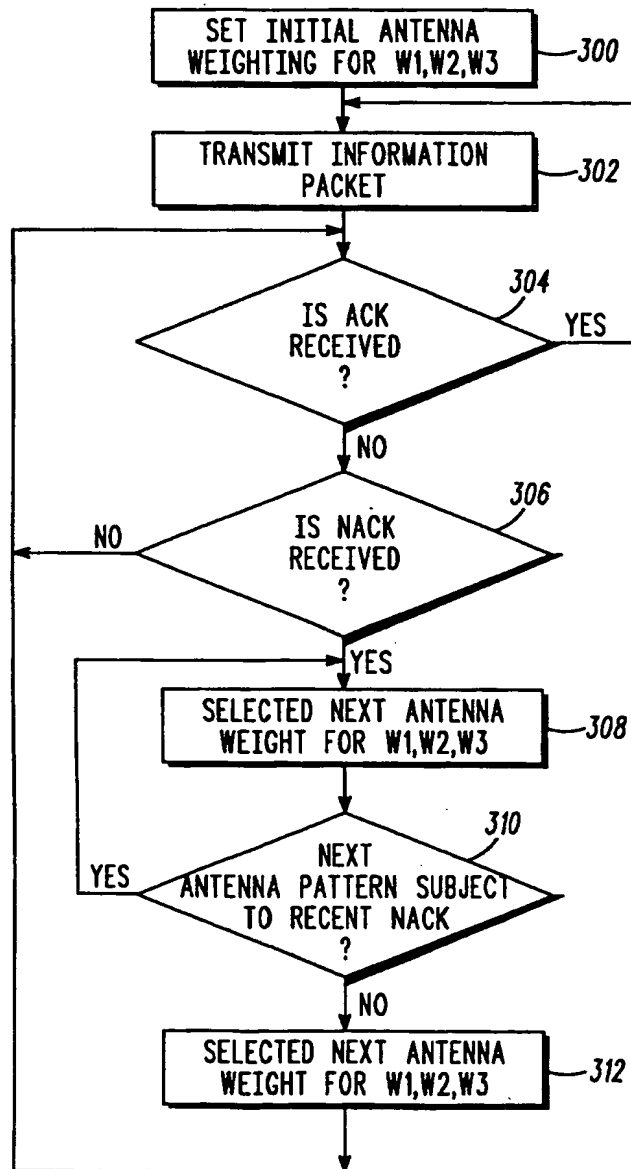 SET INITIAL ANTENNA
WEIGHTING FOR W1,W2,W3
300
TRANSMIT INFORMATION
PACKET
302
304
IS ACK
RECEIVED
?
YES
NO
306
IS NACK
RECEIVED
?
NO
YES
SELECTED NEXT ANTENNA
WEIGHT FOR W1,W2,W3
308
310
NEXT
ANTENNA PATTERN SUBJECT
TO RECENT NACK
?
YES
NO
SELECTED NEXT ANTENNA
WEIGHT FOR W1,W2,W3
312